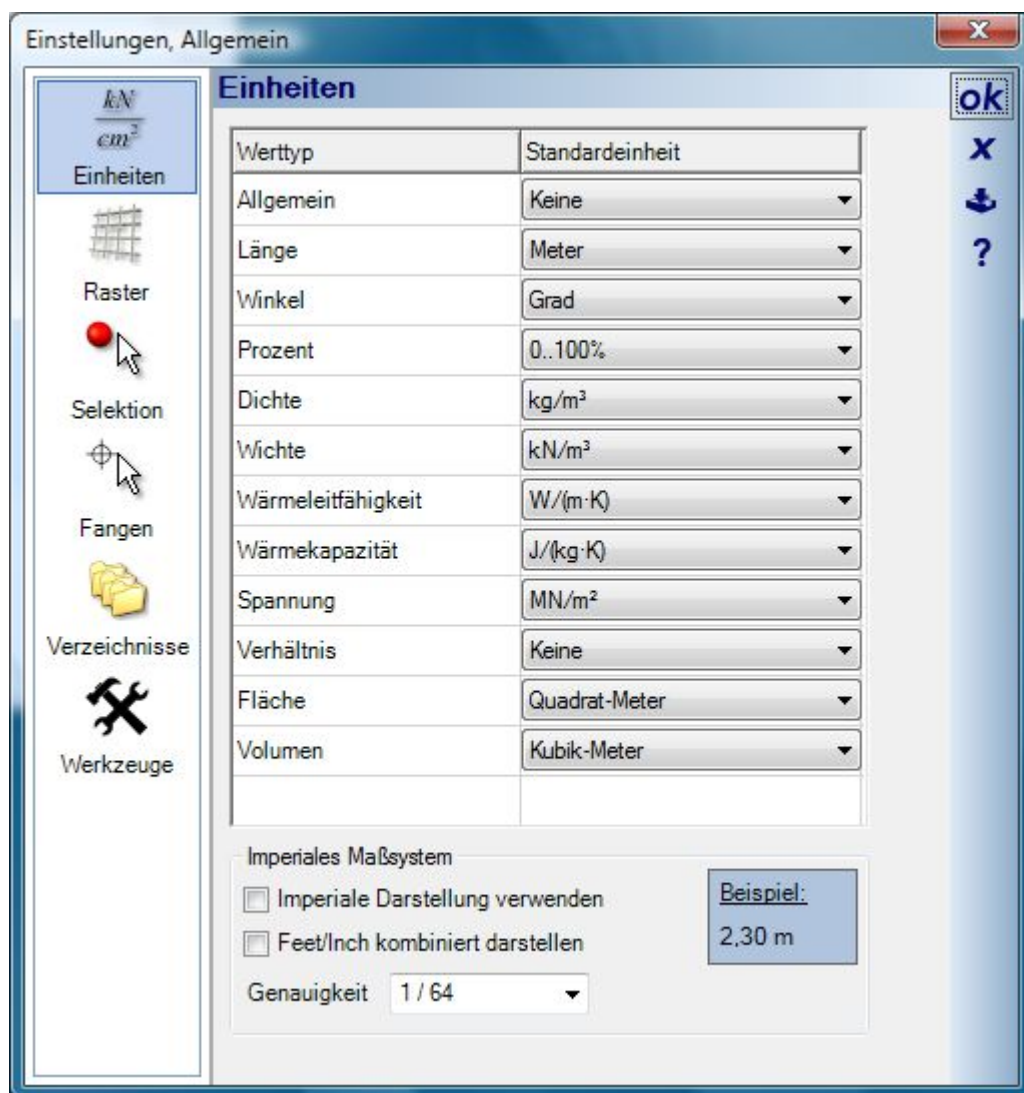 Einstellungen, Allgemein
x
kN
cm²
Einheiten
Raster
Selektion
Fangen
Verzeichnisse
Werkzeuge
Einheiten
Werttyp Standardeinheit
Allgemein Keine
Länge Meter
Winkel Grad
Prozent 0..100%
Dichte kg/m³
Wichte kN/m³
Wärmeleitfähigkeit W/(m·K)
Wärmekapazität J/(kg·K)
Spannung MN/m²
Verhältnis Keine
Fläche Quadrat-Meter
Volumen Kubik-Meter
Imperiales Maßsystem
Imperiale Darstellung verwenden
Feet/Inch kombiniert darstellen
Genauigkeit 1 / 64
Beispiel:
2,30 m
ok
x
?